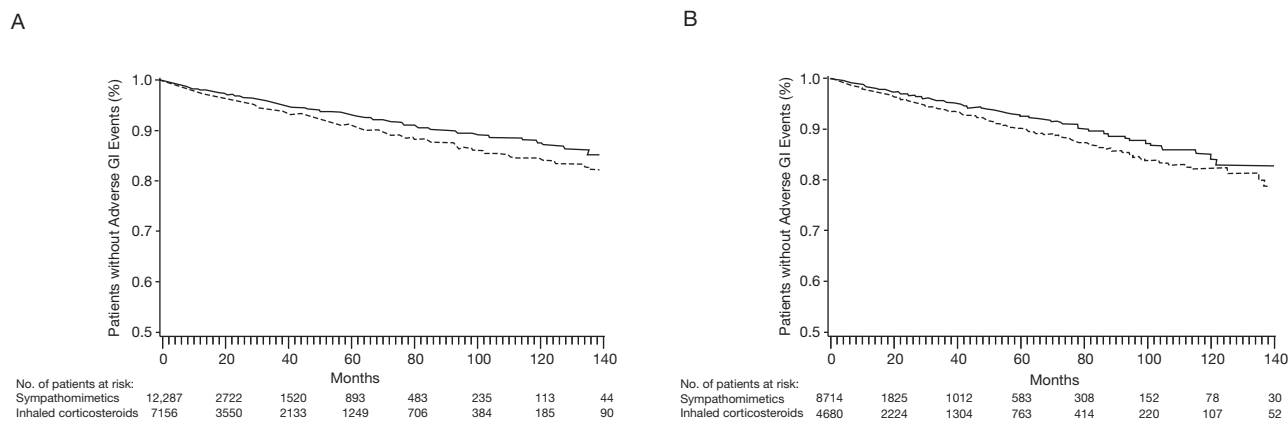 A
Patients without Adverse GI Events (%)
1.0
0.9
0.8
0.7
0.6
0.5
0 20 40 60 80 100 120 140
Months
No. of patients at risk:
Sympathomimetics 12,287 2722 1520 893 483 235 113 44
Inhaled corticosteroids 7156 3550 2133 1249 706 384 185 90
B
Patients without Adverse GI Events (%)
1.0
0.9
0.8
0.7
0.6
0.5
0 20 40 60 80 100 120 140
Months
No. of patients at risk:
Sympathomimetics 8714 1825 1012 583 308 152 78 30
Inhaled corticosteroids 4680 2224 1304 763 414 220 107 52